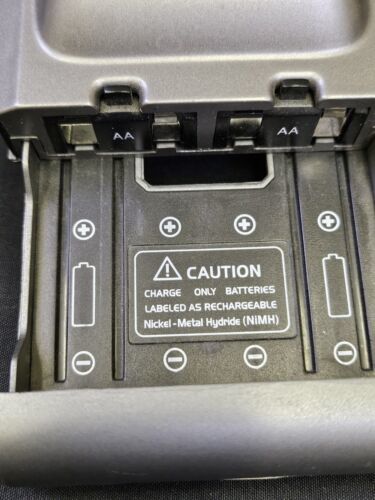 AA AA
⚠ CAUTION
CHARGE ONLY BATTERIES
LABELED AS RECHARGEABLE
Nickel-Metal Hydride (NiMH)